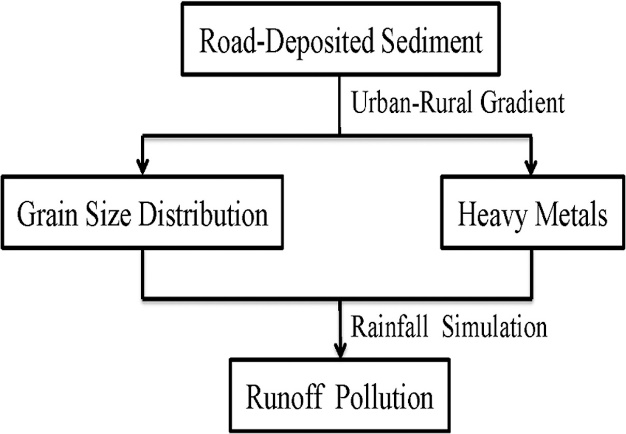 Road-Deposited Sediment
Urban-Rural Gradient
Grain Size Distribution
Heavy Metals
Rainfall Simulation
Runoff Pollution